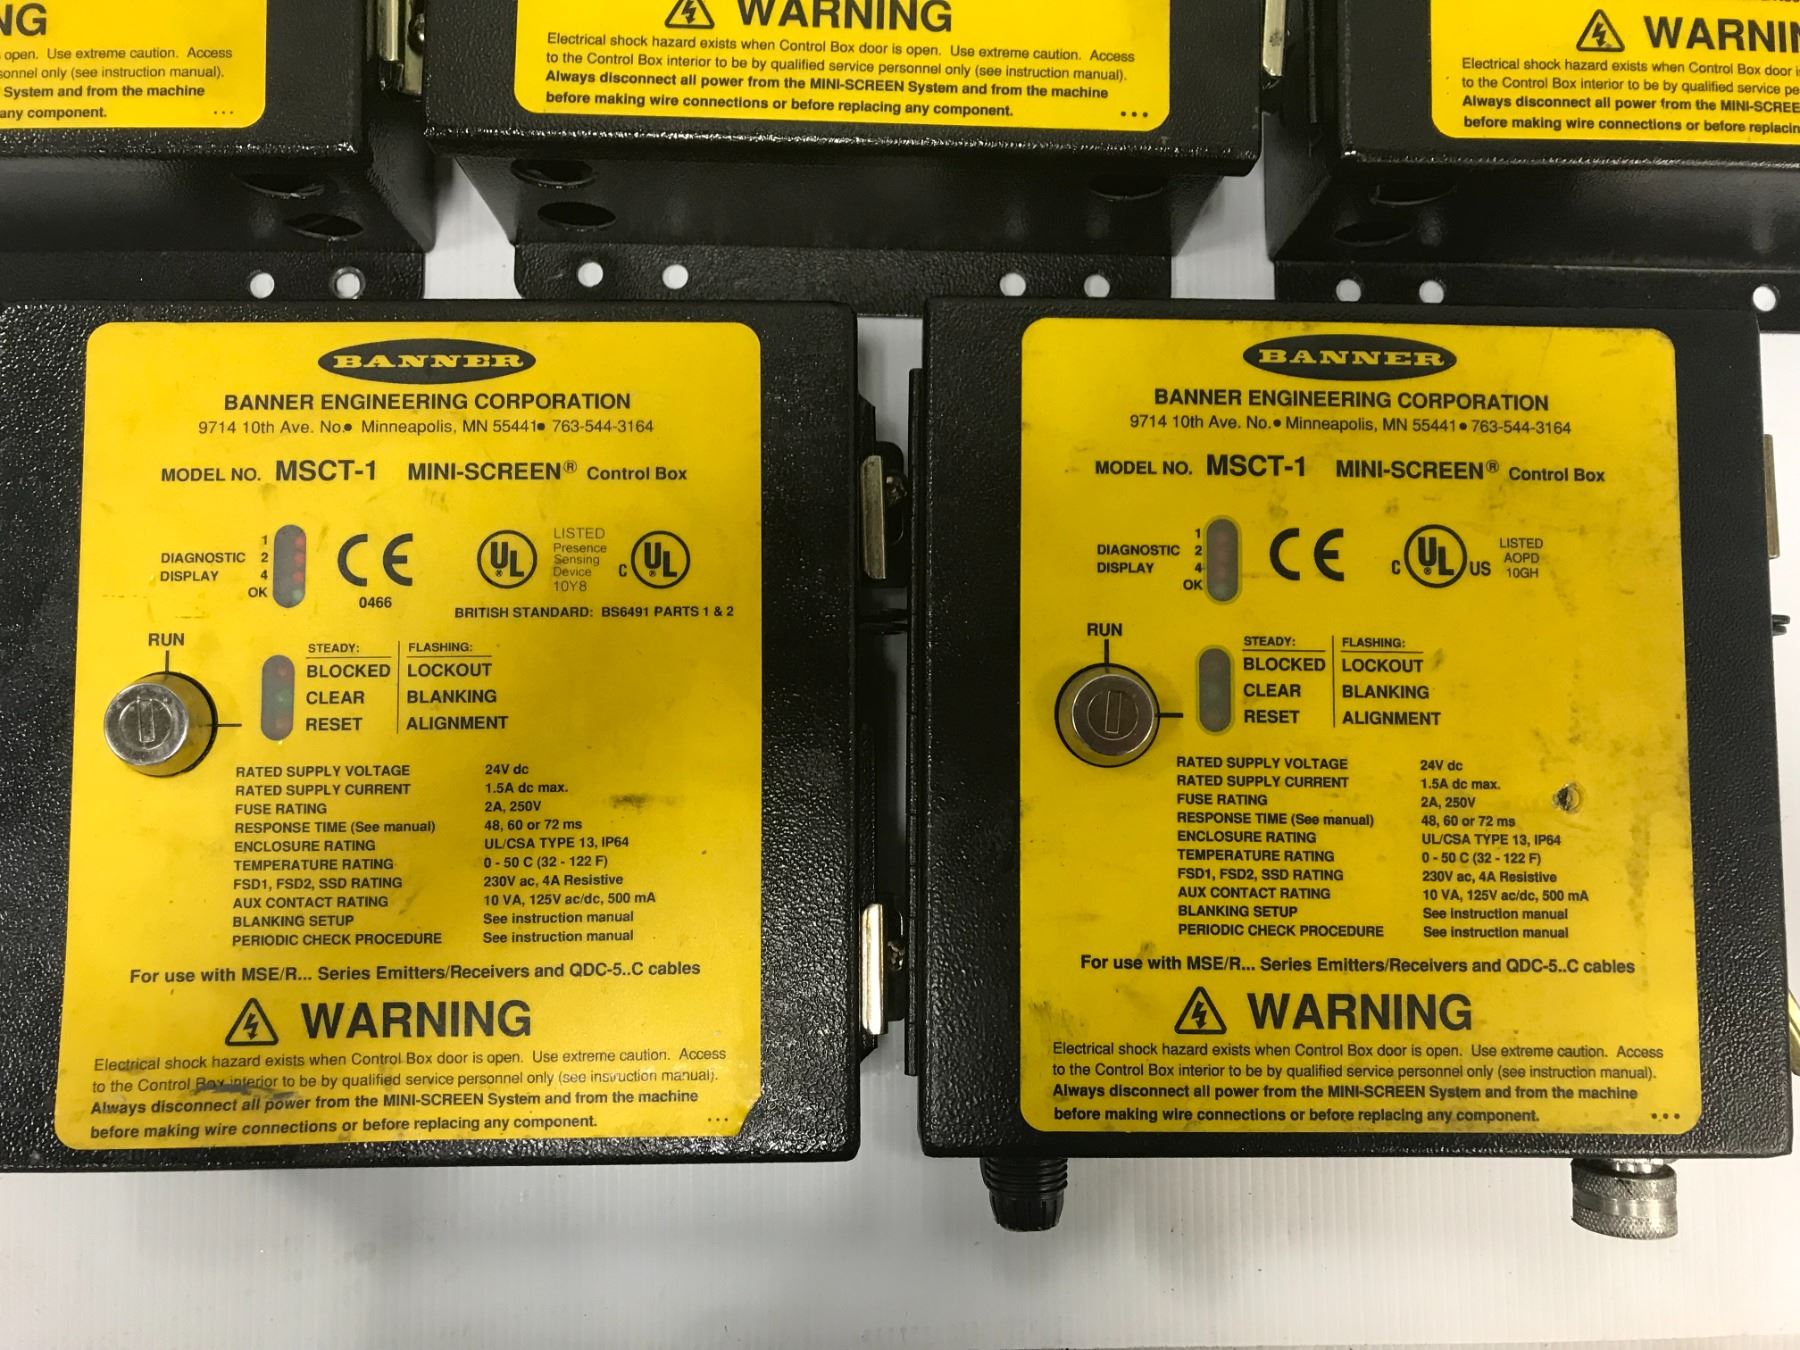 NG
open. Use extreme caution. Access
sonnel only (see instruction manual).
System and from the machine
any component. ...
WARNING
Electrical shock hazard exists when Control Box door is open. Use extreme caution. Access
to the Control Box interior to be by qualified service personnel only (see instruction manual).
Always disconnect all power from the MINI-SCREEN System and from the machine
before making wire connections or before replacing any component. ...
WARNIN
Electrical shock hazard exists when Control Box door i
to the Control Box interior to be by qualified service pe
Always disconnect all power from the MINI-SCREE
before making wire connections or before replacin
BANNER
BANNER ENGINEERING CORPORATION
9714 10th Ave. No.• Minneapolis, MN 55441• 763-544-3164
MODEL NO. MSCT-1 MINI-SCREEN® Control Box
DIAGNOSTIC DISPLAY
1
2
4
OK
CE
0466
UL
LISTED
Presence
Sensing
Device
10Y8
C UL
BRITISH STANDARD: BS6491 PARTS 1 & 2
RUN
STEADY: FLASHING:
BLOCKED LOCKOUT
CLEAR BLANKING
RESET ALIGNMENT
RATED SUPPLY VOLTAGE 24V dc
RATED SUPPLY CURRENT 1.5A dc max.
FUSE RATING 2A, 250V
RESPONSE TIME (See manual) 48, 60 or 72 ms
ENCLOSURE RATING UL/CSA TYPE 13, IP64
TEMPERATURE RATING 0 - 50 C (32 - 122 F)
FSD1, FSD2, SSD RATING 230V ac, 4A Resistive
AUX CONTACT RATING 10 VA, 125V ac/dc, 500 mA
BLANKING SETUP See instruction manual
PERIODIC CHECK PROCEDURE See instruction manual
For use with MSE/R... Series Emitters/Receivers and QDC-5..C cables
WARNING
Electrical shock hazard exists when Control Box door is open. Use extreme caution. Access
to the Control Box interior to be by qualified service personnel only (see instruction manual).
Always disconnect all power from the MINI-SCREEN System and from the machine
before making wire connections or before replacing any component. ...
BANNER
BANNER ENGINEERING CORPORATION
9714 10th Ave. No.• Minneapolis, MN 55441• 763-544-3164
MODEL NO. MSCT-1 MINI-SCREEN® Control Box
DIAGNOSTIC DISPLAY
1
2
4
OK
CE
C UL US
LISTED
AOPD
10GH
RUN
STEADY: FLASHING:
BLOCKED LOCKOUT
CLEAR BLANKING
RESET ALIGNMENT
RATED SUPPLY VOLTAGE 24V dc
RATED SUPPLY CURRENT 1.5A dc max.
FUSE RATING 2A, 250V
RESPONSE TIME (See manual) 48, 60 or 72 ms
ENCLOSURE RATING UL/CSA TYPE 13, IP64
TEMPERATURE RATING 0 - 50 C (32 - 122 F)
FSD1, FSD2, SSD RATING 230V ac, 4A Resistive
AUX CONTACT RATING 10 VA, 125V ac/dc, 500 mA
BLANKING SETUP See instruction manual
PERIODIC CHECK PROCEDURE See instruction manual
For use with MSE/R... Series Emitters/Receivers and QDC-5..C cables
WARNING
Electrical shock hazard exists when Control Box door is open. Use extreme caution. Access
to the Control Box interior to be by qualified service personnel only (see instruction manual).
Always disconnect all power from the MINI-SCREEN System and from the machine
before making wire connections or before replacing any component. ...